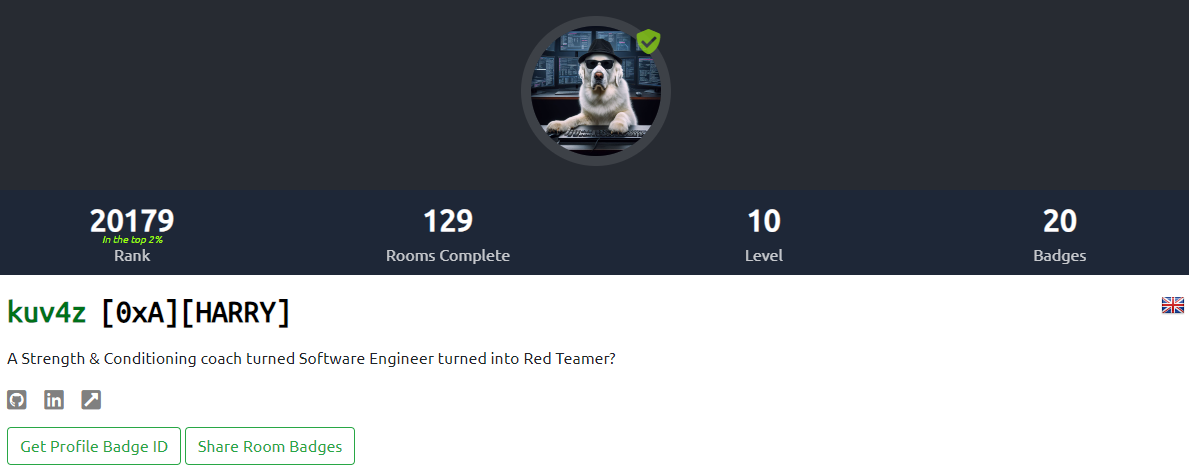 20179 129 10 20
In the top 2%
Rank Rooms Complete Level Badges
kuv4z [0xA][HARRY]
A Strength & Conditioning coach turned Software Engineer turned into Red Teamer?
in
Get Profile Badge ID Share Room Badges